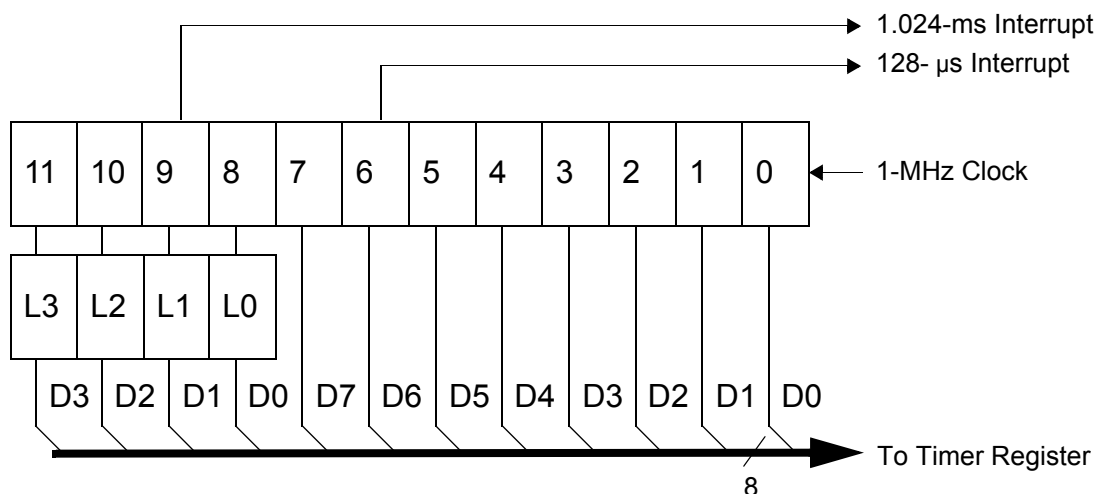 1.024-ms Interrupt
128- µs Interrupt
11 10 9 8 7 6 5 4 3 2 1 0
1-MHz Clock
L3 L2 L1 L0
D3 D2 D1 D0 D7 D6 D5 D4 D3 D2 D1 D0
To Timer Register
8